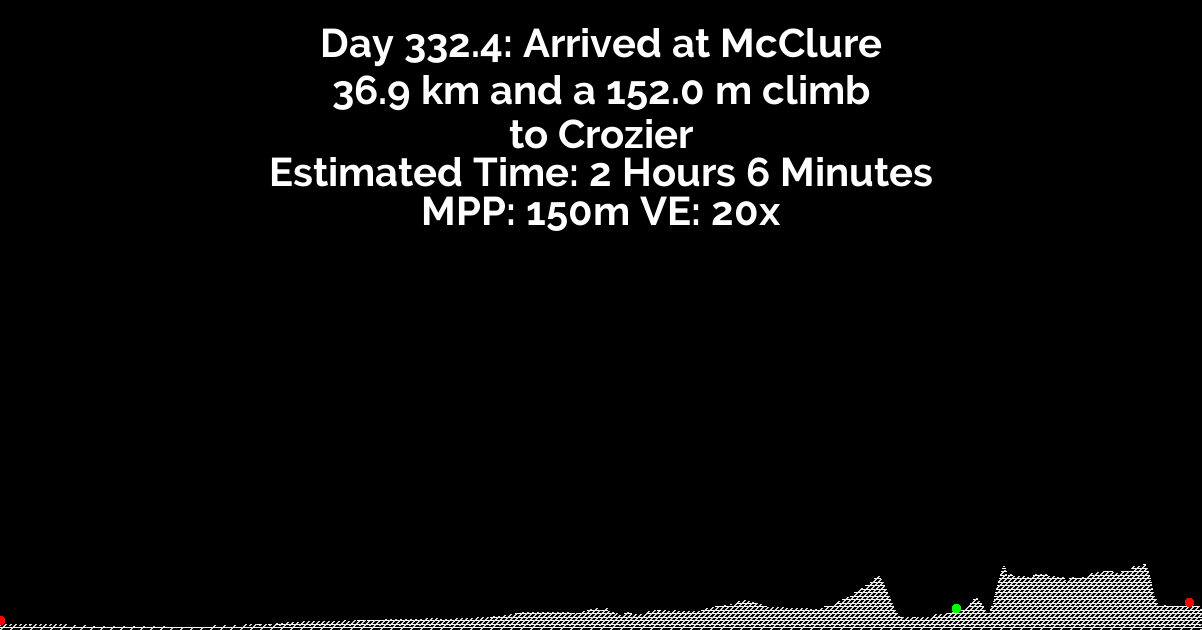 Day 332.4: Arrived at McClure
36.9 km and a 152.0 m climb
to Crozier
Estimated Time: 2 Hours 6 Minutes
MPP: 150m VE: 20x